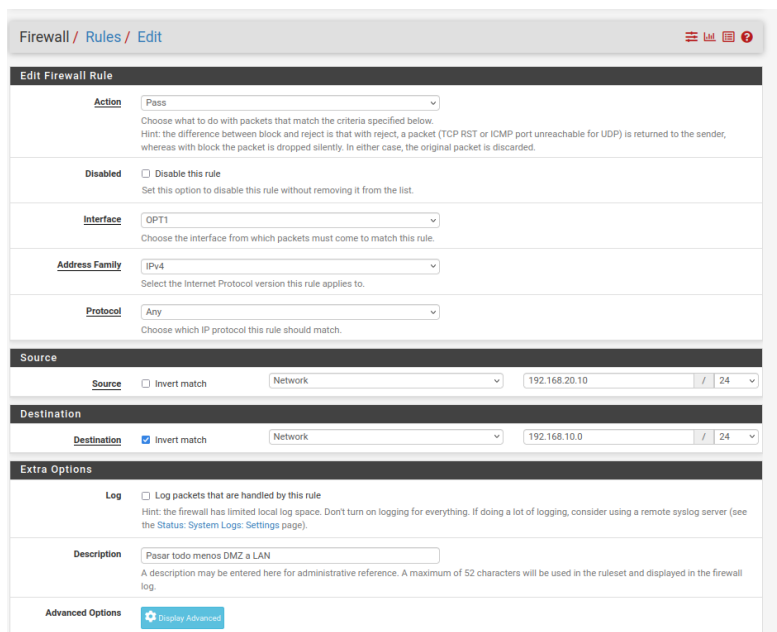 Firewall / Rules / Edit
Edit Firewall Rule
Action
Pass
Choose what to do with packets that match the criteria specified below.
Hint: the difference between block and reject is that with reject, a packet (TCP RST or ICMP port unreachable for UDP) is returned to the sender,
whereas with block the packet is dropped silently. In either case, the original packet is discarded.
Disabled
Disable this rule
Set this option to disable this rule without removing it from the list.
Interface
OPT1
Choose the interface from which packets must come to match this rule.
Address Family
IPv4
Select the Internet Protocol version this rule applies to.
Protocol
Any
Choose which IP protocol this rule should match.
Source
Source
Invert match
Network
192.168.20.10
/
24
Destination
Destination
Invert match
Network
192.168.10.0
/
24
Extra Options
Log
Log packets that are handled by this rule
Hint: the firewall has limited local log space. Don't turn on logging for everything. If doing a lot of logging, consider using a remote syslog server (see
the Status: System Logs: Settings page).
Description
Pasar todo menos DMZ a LAN
A description may be entered here for administrative reference. A maximum of 52 characters will be used in the ruleset and displayed in the firewall
log.
Advanced Options
Display Advanced